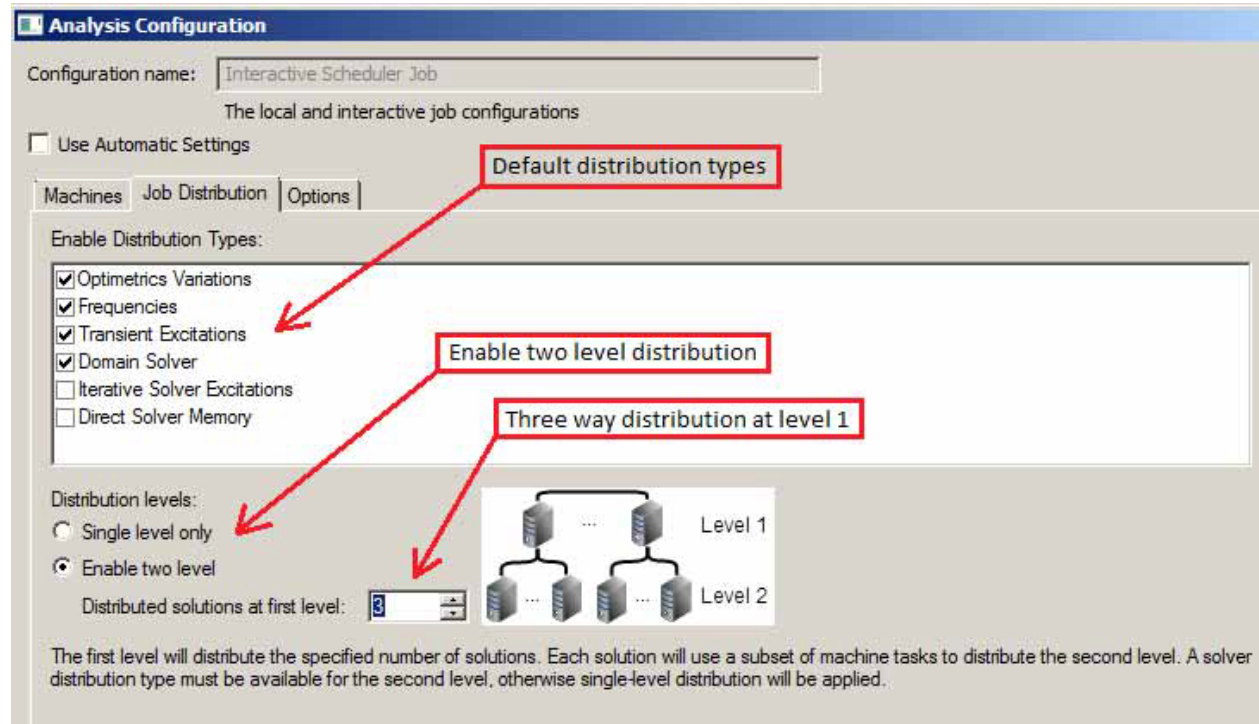 Analysis Configuration
Configuration name: Interactive Scheduler Job
The local and interactive job configurations
Use Automatic Settings
Default distribution types
Machines Job Distribution Options
Enable Distribution Types:
Optimetrics Variations
Frequencies
Transient Excitations
Domain Solver
Enable two level distribution
Iterative Solver Excitations
Direct Solver Memory
Three way distribution at level 1
Distribution levels:
Single level only
Enable two level
Distributed solutions at first level: 3
... Level 1
... ... Level 2
The first level will distribute the specified number of solutions. Each solution will use a subset of machine tasks to distribute the second level. A solver
distribution type must be available for the second level, otherwise single-level distribution will be applied.